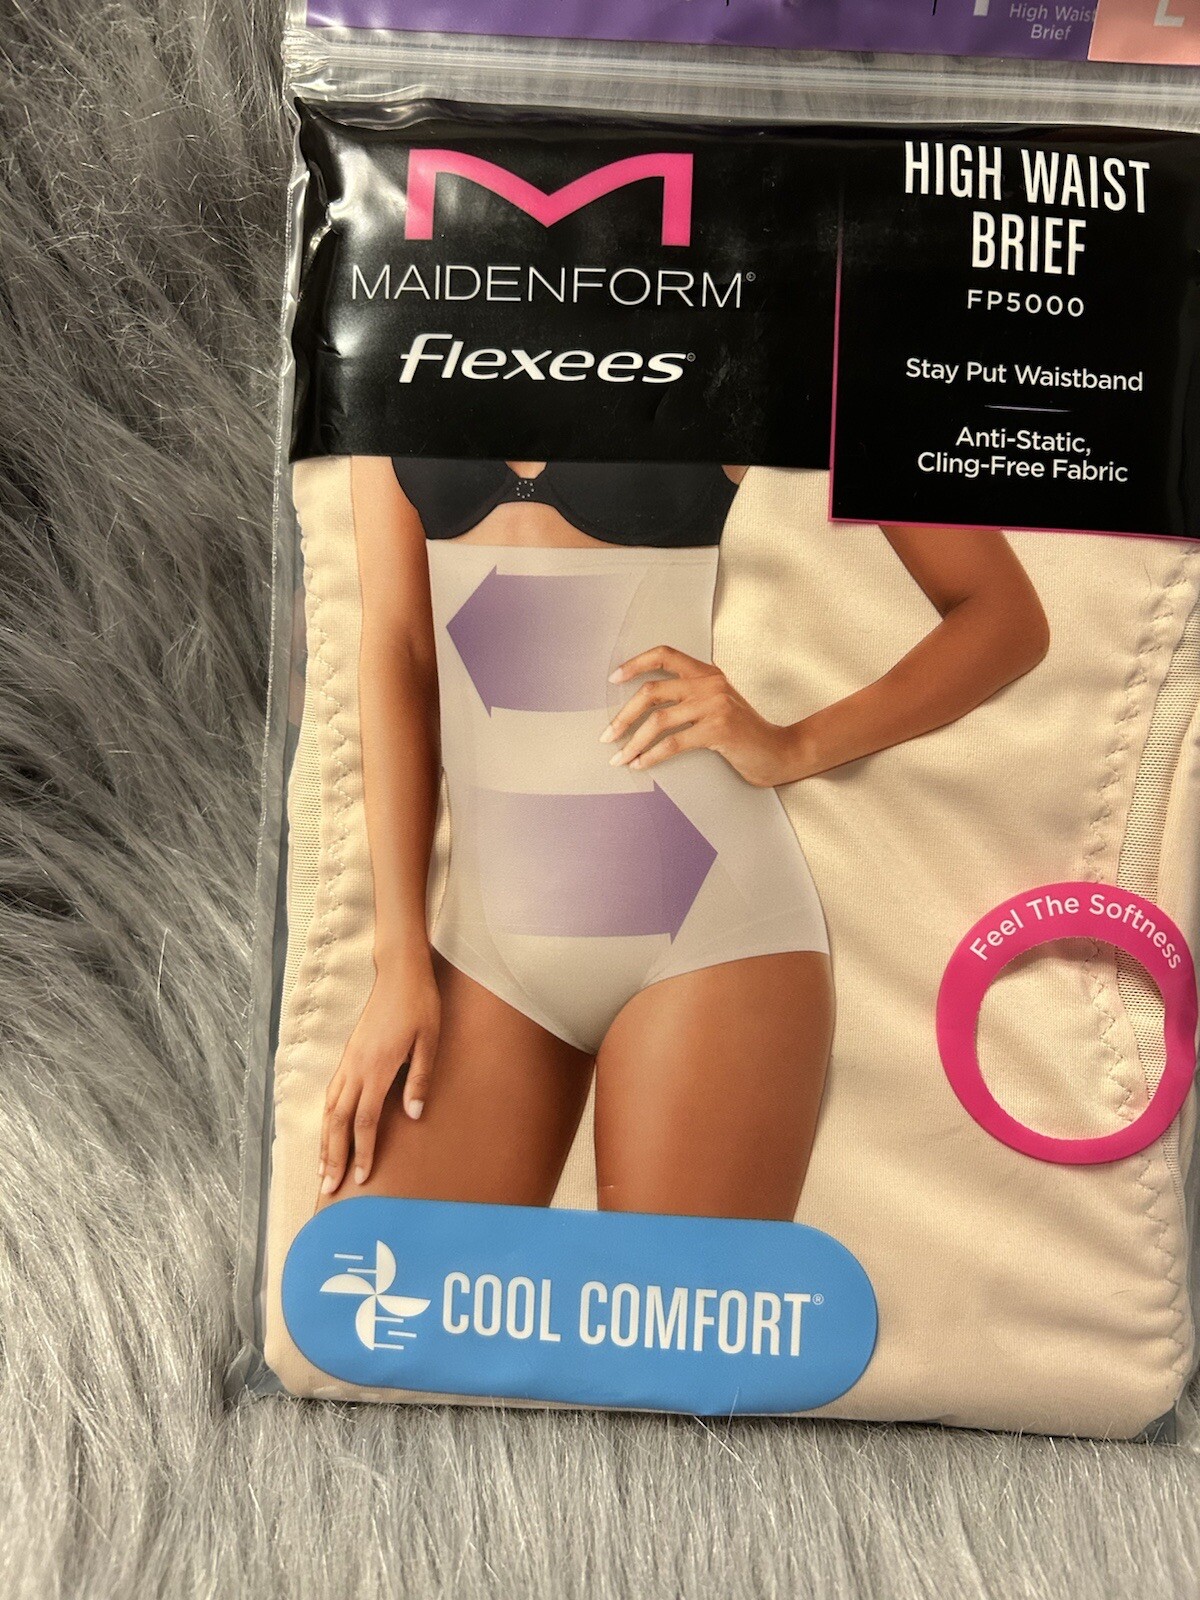 High Waist
Brief
L
MAIDENFORM®
flexees®
HIGH WAIST
BRIEF
FP5000
Stay Put Waistband
Anti-Static,
Cling-Free Fabric
Feel The Softness
COOL COMFORT®